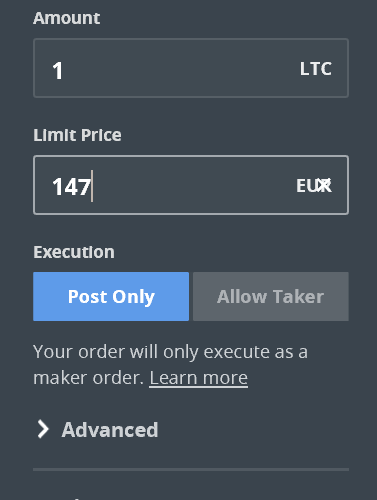 Amount
1 LTC
Limit Price
147 EUR
Execution
Post Only Allow Taker
Your order will only execute as a
maker order. Learn more
Advanced